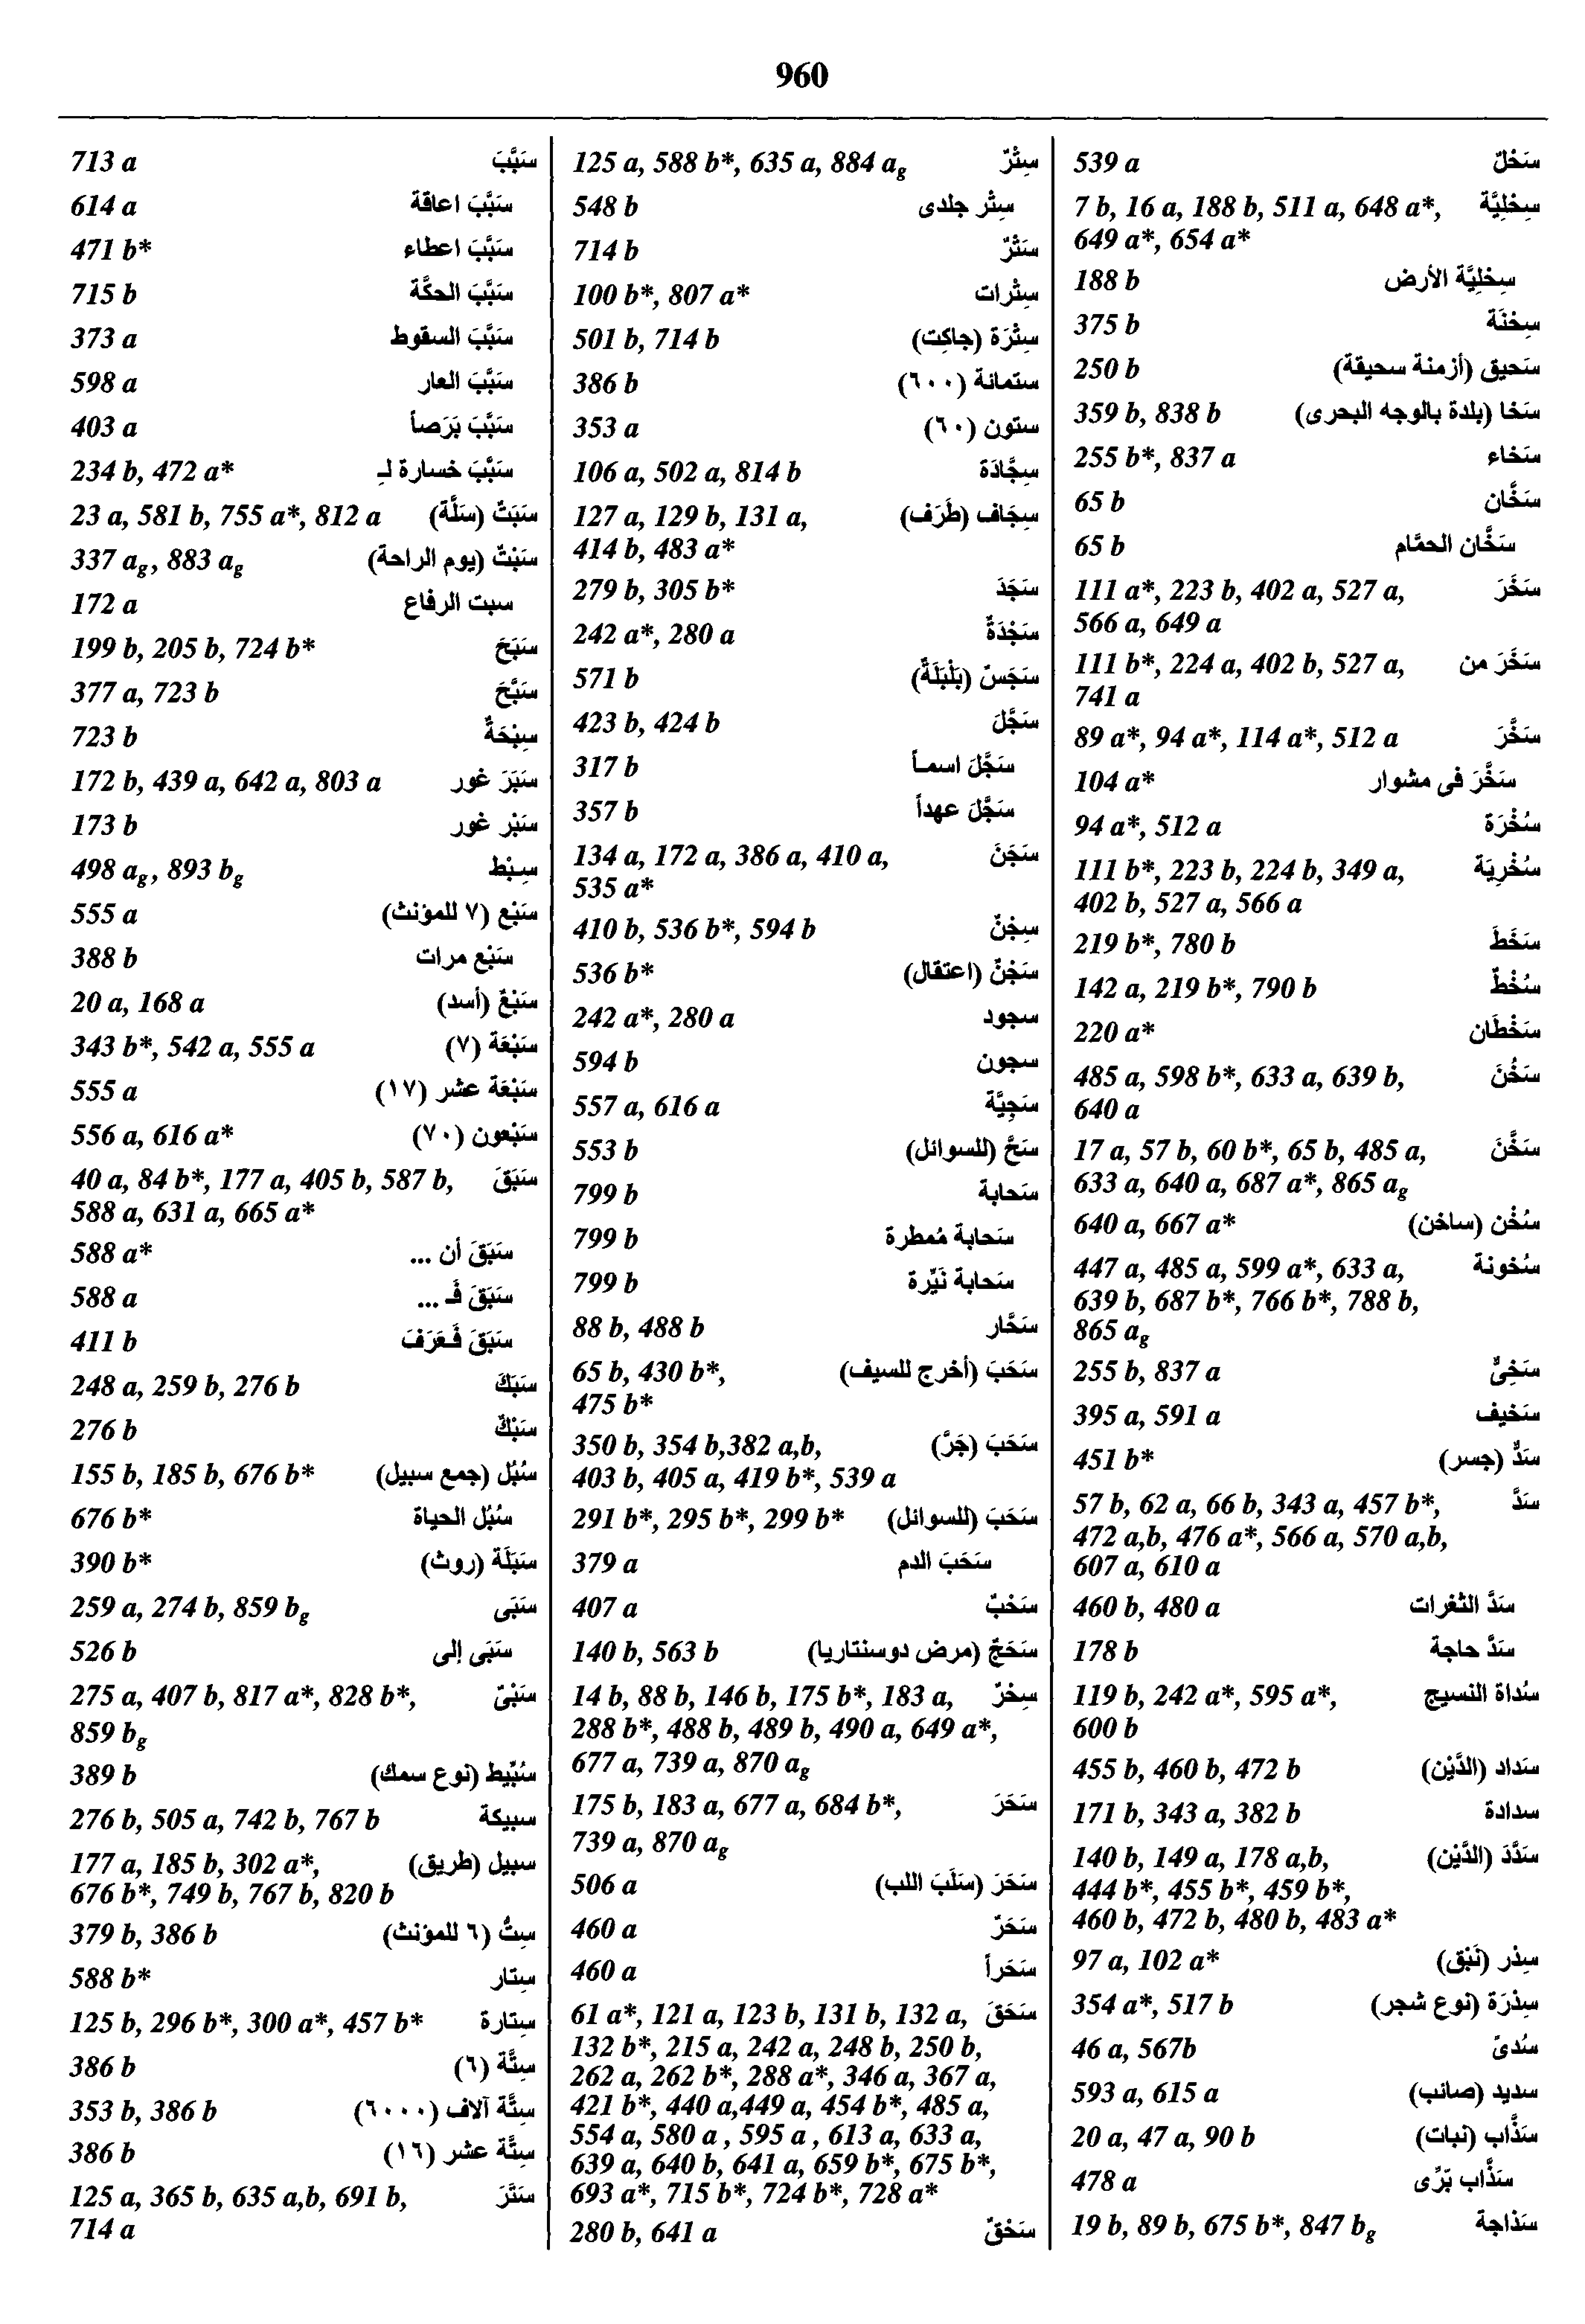 960
713 a سَبَّبَ
614 a سَبَّبَ اعاقة
471 b* سَبَّبَ اعطاء
715 b سَبَّبَ الحكَّة
373 a سَبَّبَ السقوط
598 a سَبَّبَ العار
403 a سَبَّبَ بَرَصاً
234 b, 472 a* سَبَّبَ خسارة لـ
23 a, 581 b, 755 a*, 812 a سَبَتٌ (سَلَّة)
337 ag, 883 ag سَبْتٌ (يوم الراحة)
172 a سبت الرفاع
199 b, 205 b, 724 b* سَبَحَ
377 a, 723 b سَبَّحَ
723 b سِبْحَةٌ
172 b, 439 a, 642 a, 803 a سَبَرَ غور
173 b سَبْر غور
498 ag, 893 bg سِبْط
555 a سَبْع (٧ للمؤنث)
388 b سَبْع مرات
20 a, 168 a سَبْعٌ (أسد)
343 b*, 542 a, 555 a سَبْعَة (٧)
555 a سَبْعَة عشر (١٧)
556 a, 616 a* سَبْعون (٧٠)
40 a, 84 b*, 177 a, 405 b, 587 b, سَبَقَ
588 a, 631 a, 665 a*
588 a* سَبَقَ أن ...
588 a سَبَقَ فَـ ...
411 b سَبَقَ فَـعَرَفَ
248 a, 259 b, 276 b سَبَكَ
276 b سَبْكٌ
155 b, 185 b, 676 b* سُبُل (جمع سبيل)
676 b* سُبُل الحياة
390 b* سَبَلَة (روث)
259 a, 274 b, 859 bg سَبَى
526 b سَبَى إلى
275 a, 407 b, 817 a*, 828 b*, سَبْىٌ
859 bg
389 b سُبِّيط (نوع سمك)
276 b, 505 a, 742 b, 767 b سبيكة
177 a, 185 b, 302 a*, سبيل (طريق)
676 b*, 749 b, 767 b, 820 b
379 b, 386 b سِتٌّ (٦ للمؤنث)
588 b* سِتار
125 b, 296 b*, 300 a*, 457 b* سِتارة
386 b سِتَّة (٦)
353 b, 386 b سِتَّة آلاف (٦٠٠٠)
386 b سِتَّة عشر (١٦)
125 a, 365 b, 635 a,b, 691 b, سَتَرَ
714 a
125 a, 588 b*, 635 a, 884 ag سِتْرٌ
548 b سِتْر جلدى
714 b سَتْرٌ
100 b*, 807 a* سِتْرات
501 b, 714 b سِتْرَة (جاكِت)
386 b ستمائة (٦٠٠)
353 a ستون (٦٠)
106 a, 502 a, 814 b سِجَّادَة
127 a, 129 b, 131 a, سِجَاف (طَرَف)
414 b, 483 a*
279 b, 305 b* سَجَدَ
242 a*, 280 a سَجْدَةٌ
571 b سَجَسٌ (بَلْبَلَةٌ)
423 b, 424 b سَجَّلَ
317 b سَجَّلَ اسمـاً
357 b سَجَّلَ عهداً
134 a, 172 a, 386 a, 410 a, سَجَنَ
535 a*
410 b, 536 b*, 594 b سِجْنٌ
536 b* سَجْنٌ (اعتقال)
242 a*, 280 a سجود
594 b سجون
557 a, 616 a سَجِيَّة
553 b سَحَّ (للسوائل)
799 b سَحابة
799 b سَحابة مُمطرة
799 b سَحابة نَيِّرة
88 b, 488 b سَحَّار
65 b, 430 b*, سَحَبَ (أخرج للسيف)
475 b*
350 b, 354 b,382 a,b, سَحَبَ (جَرَّ)
403 b, 405 a, 419 b*, 539 a
291 b*, 295 b*, 299 b* سَحَبَ (للسوائل)
379 a سَحَبَ الدم
407 a سَحْبٌ
140 b, 563 b سَحَجٌ (مرض دوسنتاريا)
14 b, 88 b, 146 b, 175 b*, 183 a, سِحْرٌ
288 b*, 488 b, 489 b, 490 a, 649 a*,
677 a, 739 a, 870 ag
175 b, 183 a, 677 a, 684 b*, سَحَرَ
739 a, 870 ag
506 a سَحَرَ (سَلَبَ اللب)
460 a سَحَرٌ
460 a سَحَراً
61 a*, 121 a, 123 b, 131 b, 132 a, سَحَقَ
132 b*, 215 a, 242 a, 248 b, 250 b,
262 a, 262 b*, 288 a*, 346 a, 367 a,
421 b*, 440 a,449 a, 454 b*, 485 a,
554 a, 580 a , 595 a , 613 a, 633 a,
639 a, 640 b, 641 a, 659 b*, 675 b*,
693 a*, 715 b*, 724 b*, 728 a*
280 b, 641 a سَحْقٌ
539 a سَحْلٌ
7 b, 16 a, 188 b, 511 a, 648 a*, سِحْلِيَّة
649 a*, 654 a*
188 b سِحْلِيَّة الأرض
375 b سِحْنَة
250 b سَحيق (أزمنة سحيقة)
359 b, 838 b سَخا (بلدة بالوجه البحرى)
255 b*, 837 a سَخاء
65 b سَخَّان
65 b سَخَّان الحمَّام
111 a*, 223 b, 402 a, 527 a, سَخَرَ
566 a, 649 a
111 b*, 224 a, 402 b, 527 a, سَخَرَ من
741 a
89 a*, 94 a*, 114 a*, 512 a سَخَّرَ
104 a* سَخَّرَ فى مشوار
94 a*, 512 a سُخْرَة
111 b*, 223 b, 224 b, 349 a, سُخْرِيَة
402 b, 527 a, 566 a
219 b*, 780 b سَخَطَ
142 a, 219 b*, 790 b سُخْطٌ
220 a* سَخْطَان
485 a, 598 b*, 633 a, 639 b, سَخُنَ
640 a
17 a, 57 b, 60 b*, 65 b, 485 a, سَخَّنَ
633 a, 640 a, 687 a*, 865 ag
640 a, 667 a* سُخْن (ساخن)
447 a, 485 a, 599 a*, 633 a, سُخونة
639 b, 687 b*, 766 b*, 788 b,
865 ag
255 b, 837 a سَخِىٌّ
395 a, 591 a سَخيف
451 b* سَدٌّ (جسر)
57 b, 62 a, 66 b, 343 a, 457 b*, سَدَّ
472 a,b, 476 a*, 566 a, 570 a,b,
607 a, 610 a
460 b, 480 a سَدَّ الثغرات
178 b سَدَّ حاجة
119 b, 242 a*, 595 a*, سُداة النسيج
600 b
455 b, 460 b, 472 b سَداد (الدَّيْن)
171 b, 343 a, 382 b سدادة
140 b, 149 a, 178 a,b, سَدَّدَ (الدَّيْن)
444 b*, 455 b*, 459 b*,
460 b, 472 b, 480 b, 483 a*
97 a, 102 a* سِدْر (نَبْق)
354 a*, 517 b سِدْرَة (نوع شجر)
46 a, 567b سُدىً
593 a, 615 a سديد (صائب)
20 a, 47 a, 90 b سَذَّاب (نبات)
478 a سَذَّاب بَرِّى
19 b, 89 b, 675 b*, 847 bg سَذاجة